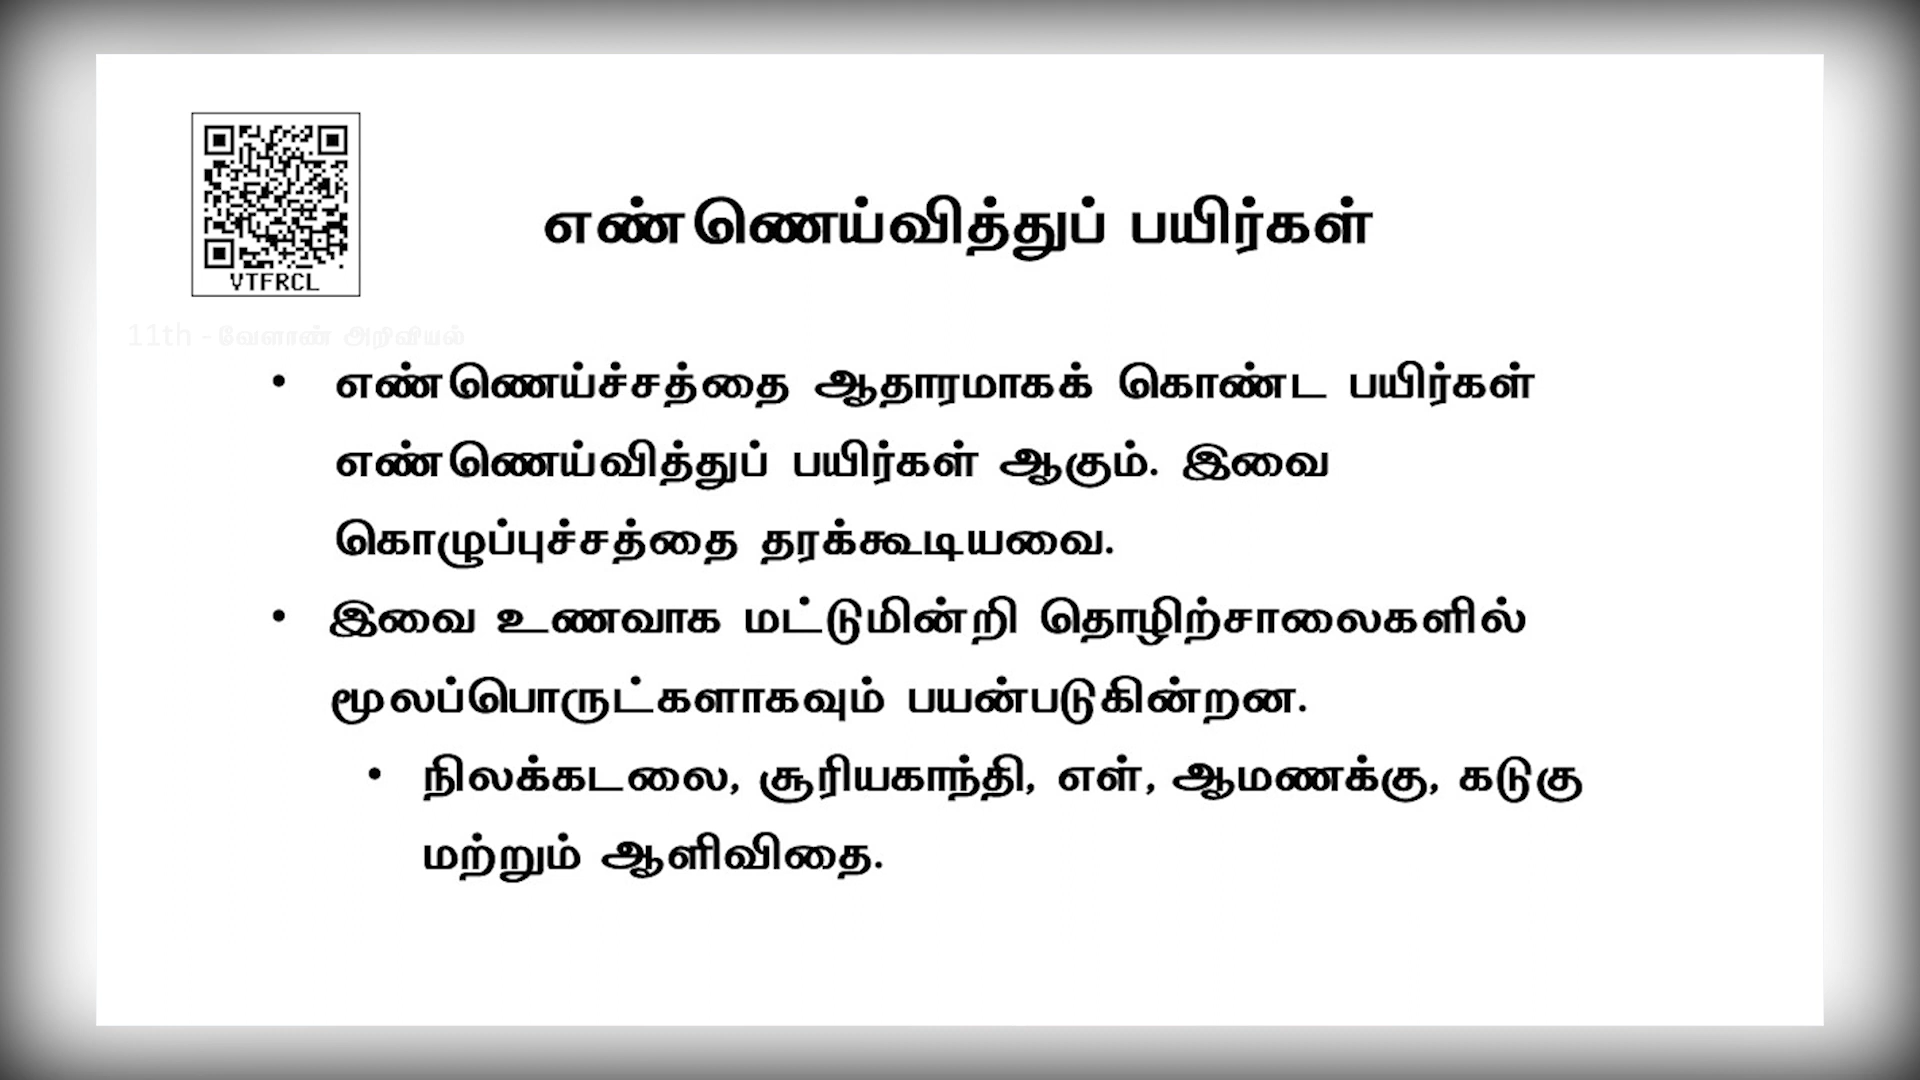 VTFRCL
எண்ணெய்வித்துப் பயிர்கள்
11th - வேளாண் அறிவியல்
• எண்ணெய்ச்சத்தை ஆதாரமாகக் கொண்ட பயிர்கள்
எண்ணெய்வித்துப் பயிர்கள் ஆகும். இவை
கொழுப்புச்சத்தை தரக்கூடியவை.
• இவை உணவாக மட்டுமின்றி தொழிற்சாலைகளில்
மூலப்பொருட்களாகவும் பயன்படுகின்றன.
• நிலக்கடலை, சூரியகாந்தி, எள், ஆமணக்கு, கடுகு
மற்றும் ஆளிவிதை.